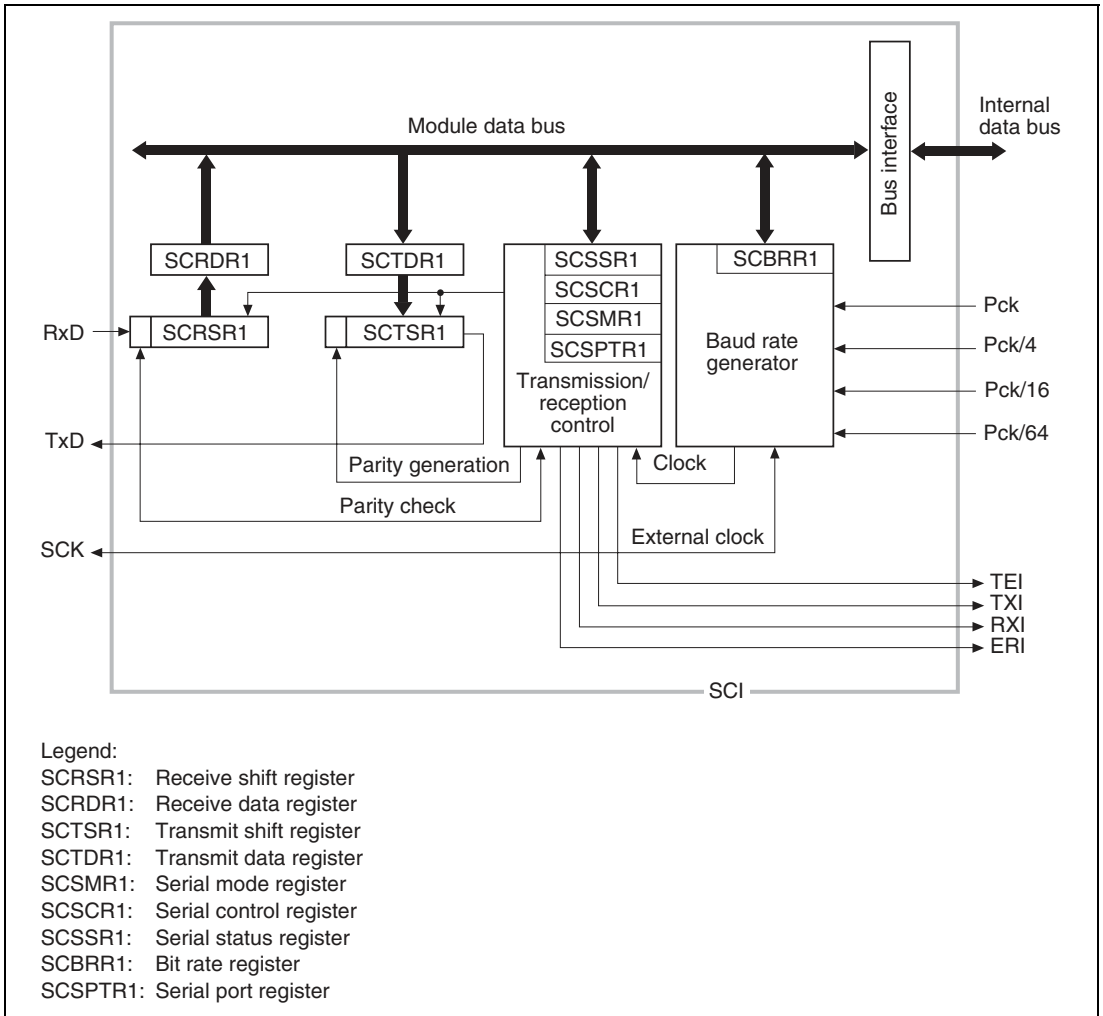 Module data bus
Bus interface
Internal
data bus
SCRDR1
SCTDR1
SCSSR1
SCSCR1
SCSMR1
SCSPTR1
Transmission/
reception
control
SCBRR1
Baud rate
generator
RxD
SCRSR1
SCTSR1
Pck
Pck/4
Pck/16
Pck/64
TxD
Parity generation
Clock
Parity check
SCK
External clock
TEI
TXI
RXI
ERI
SCI
Legend:
SCRSR1: Receive shift register
SCRDR1: Receive data register
SCTSR1: Transmit shift register
SCTDR1: Transmit data register
SCSMR1: Serial mode register
SCSCR1: Serial control register
SCSSR1: Serial status register
SCBRR1: Bit rate register
SCSPTR1: Serial port register